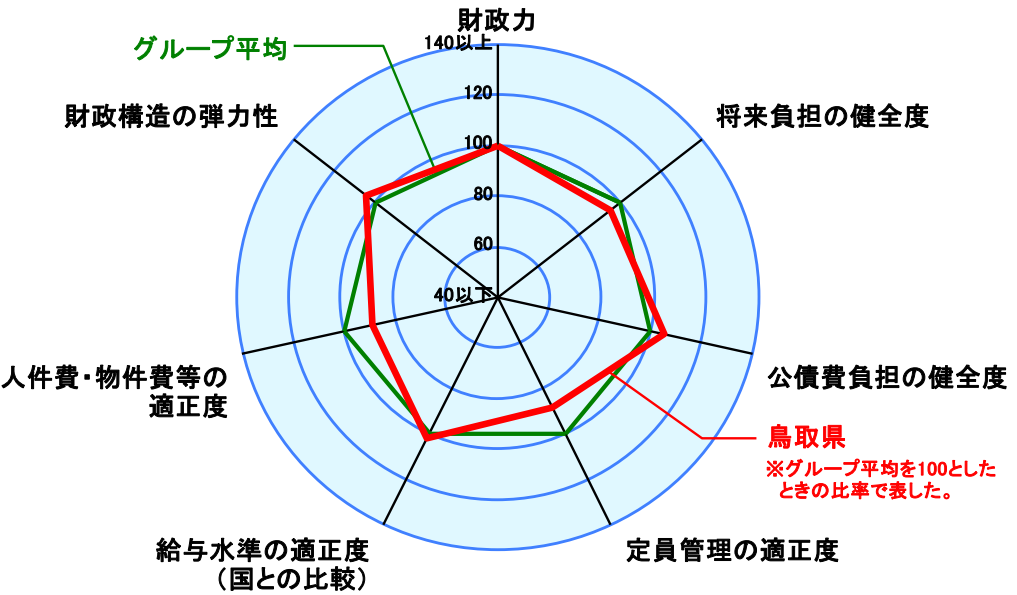 財政力
グループ平均
140以上
120
財政構造の弾力性
将来負担の健全度
100
80
60
40以下
人件費・物件費等の
適正度
公債費負担の健全度
鳥取県
※グループ平均を100とした
ときの比率で表した。
給与水準の適正度
（国との比較）
定員管理の適正度